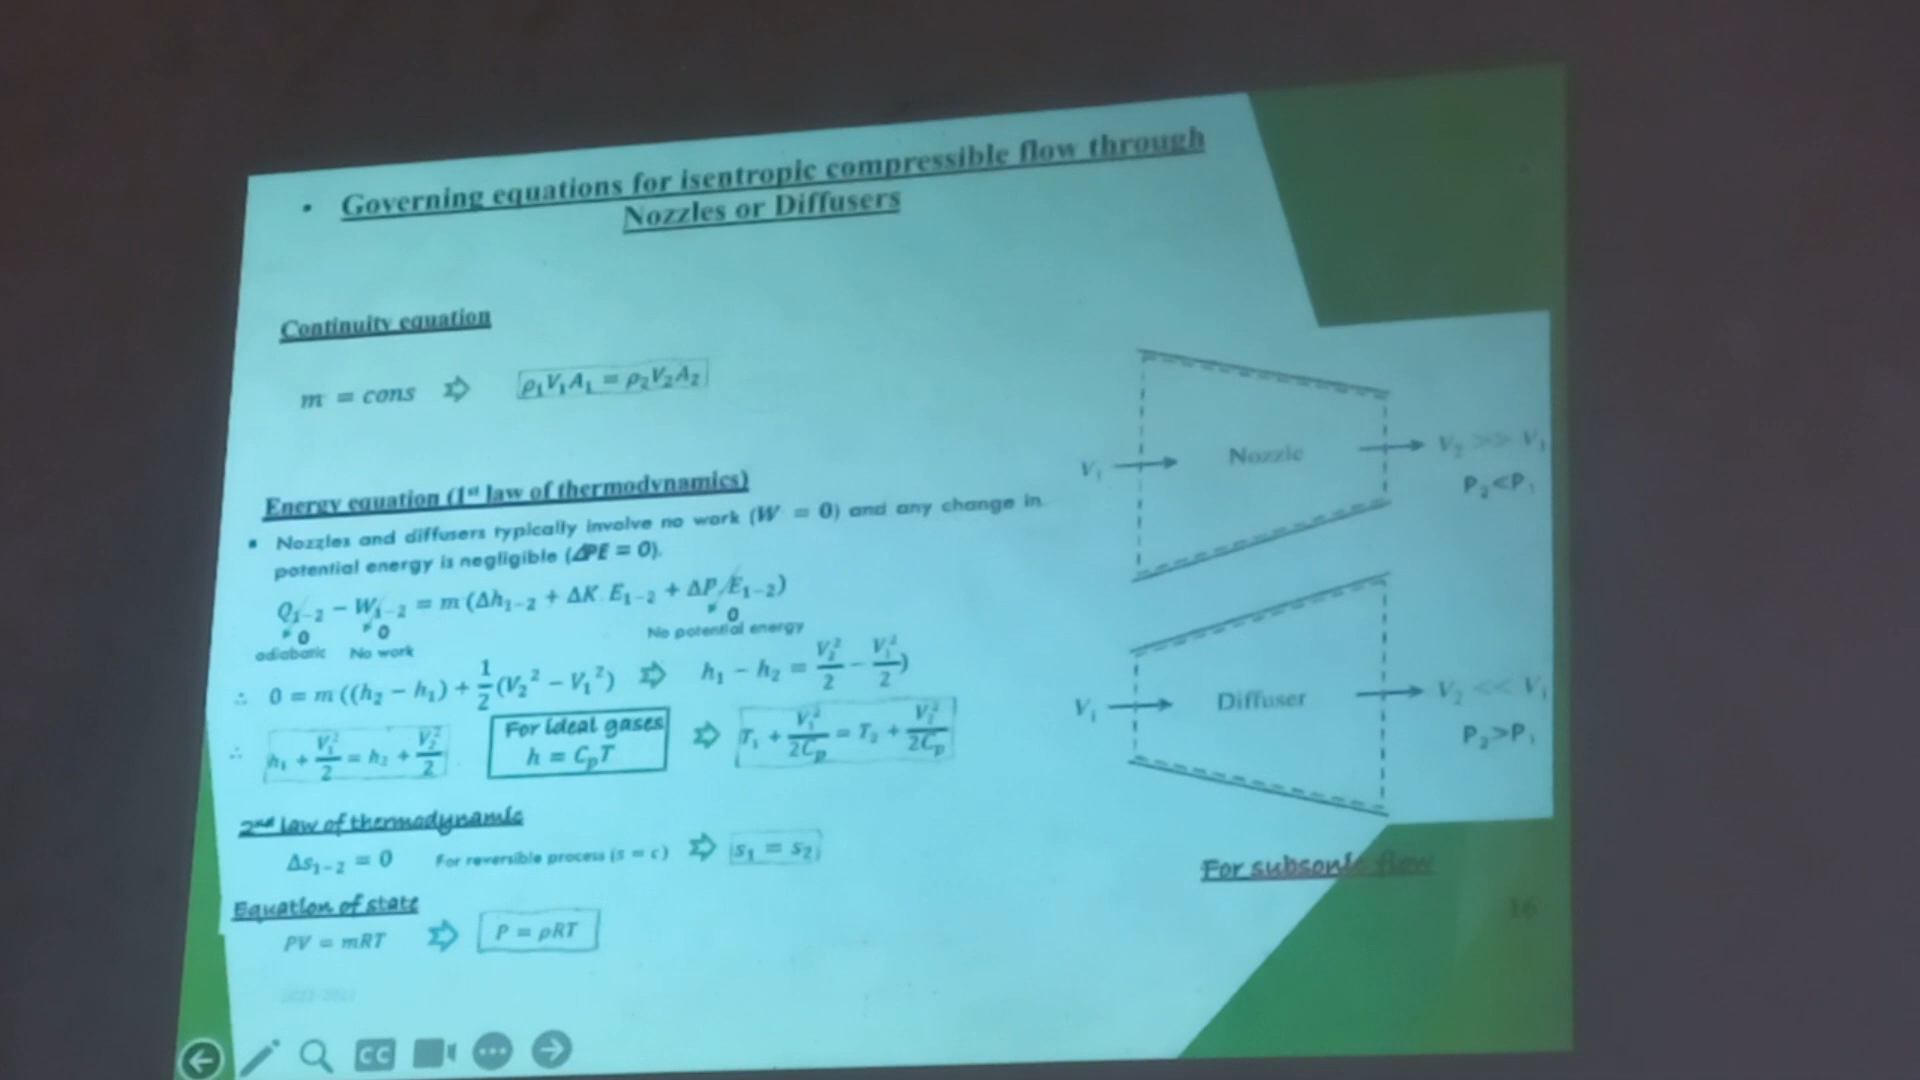 • Governing equations for isentropic compressible flow through
Nozzles or Diffusers
Continuity equation
m = cons ⇨ ρ₁V₁A₁ = ρ₂V₂A₂
Energy equation (1ˢᵗ law of thermodynamics)
▪ Nozzles and diffusers typically involve no work (W = 0) and any change in
potential energy is negligible (ΔPE = 0).
Q₁₋₂ − W₁₋₂ = m (Δh₁₋₂ + ΔK E₁₋₂ + ΔP E₁₋₂)
0 0 0
adiabatic No work No potential energy
∴ 0 = m ((h₂ − h₁) + 1/2 (V₂² − V₁²) ⇨ h₁ − h₂ = V₂²/2 − V₁²/2)
∴ h₁ + V₁²/2 = h₂ + V₂²/2
For ideal gases
h = CₚT
⇨ T₁ + V₁²/2Cₚ = T₂ + V₂²/2Cₚ
2ⁿᵈ law of thermodynamic
Δs₁₋₂ = 0 For reversible process (s = c) ⇨ s₁ = s₂
Equation of state
PV = mRT ⇨ P = ρRT
V₁ Nozzle V₂ >> V₁
P₂<P₁
V₁ Diffuser V₂ << V₁
P₂>P₁
For subsonic flow
16
CC